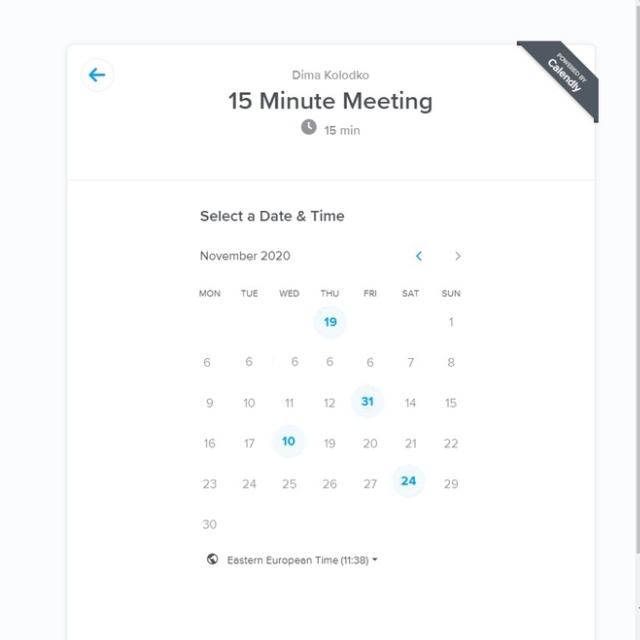 POWERED BY
Calendly
Dima Kolodko
15 Minute Meeting
15 min
Select a Date & Time
November 2020
MON TUE WED THU FRI SAT SUN
19 1
6 6 6 6 6 7 8
9 10 11 12 31 14 15
16 17 10 19 20 21 22
23 24 25 26 27 24 29
30
Eastern European Time (11:38)